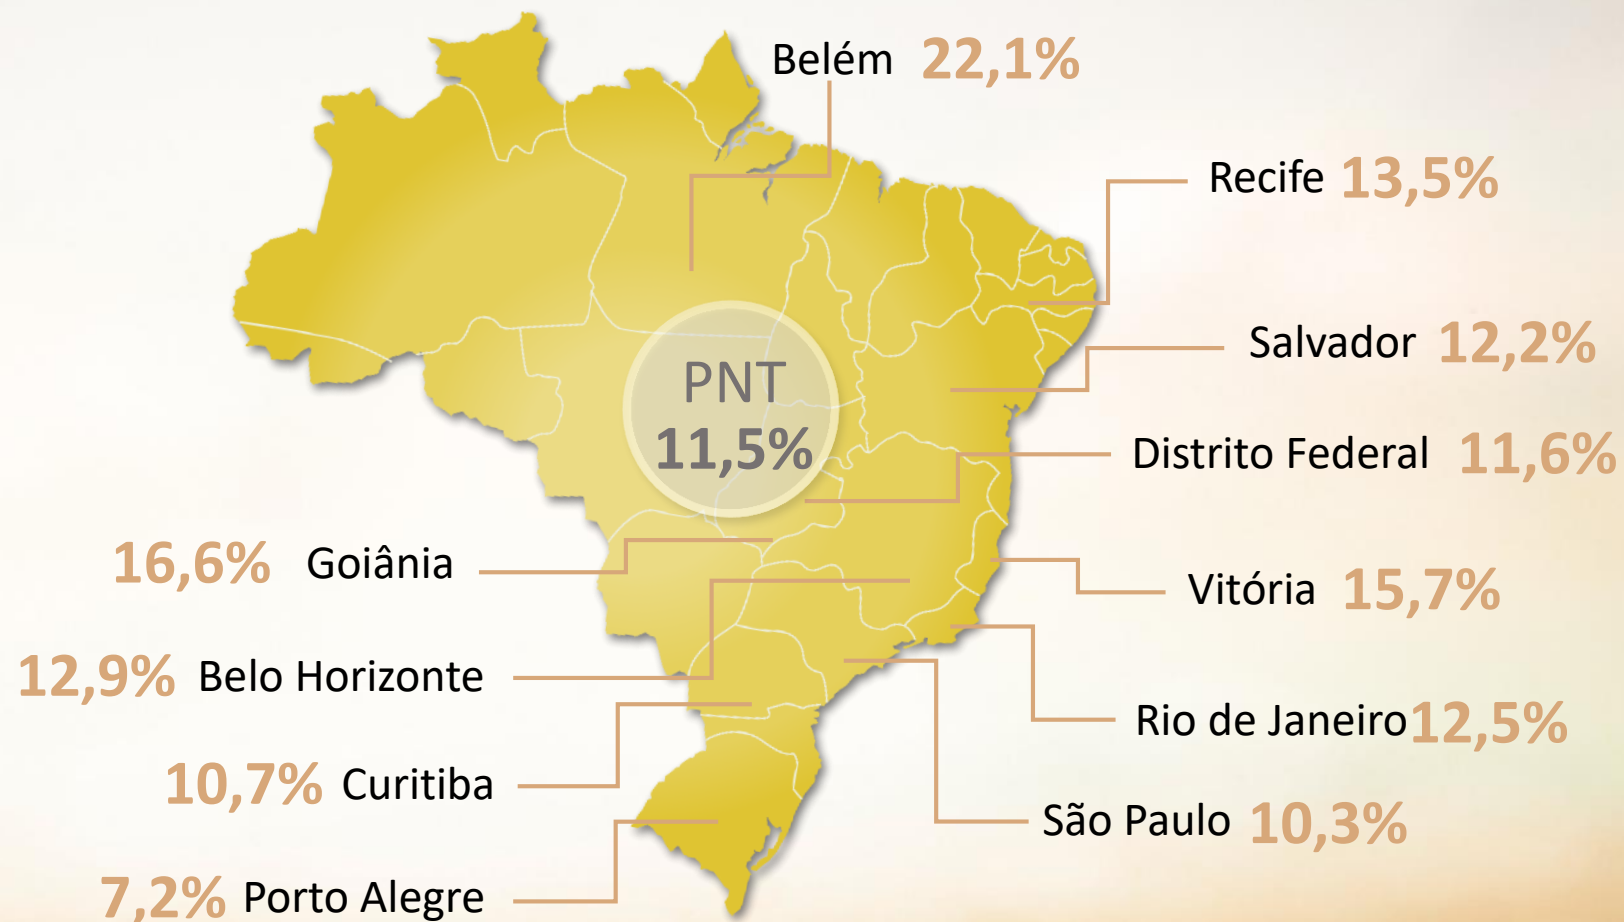 Belém 22,1%
Recife 13,5%
Salvador 12,2%
PNT
11,5%
Distrito Federal 11,6%
16,6% Goiânia
Vitória 15,7%
12,9% Belo Horizonte
Rio de Janeiro 12,5%
10,7% Curitiba
São Paulo 10,3%
7,2% Porto Alegre